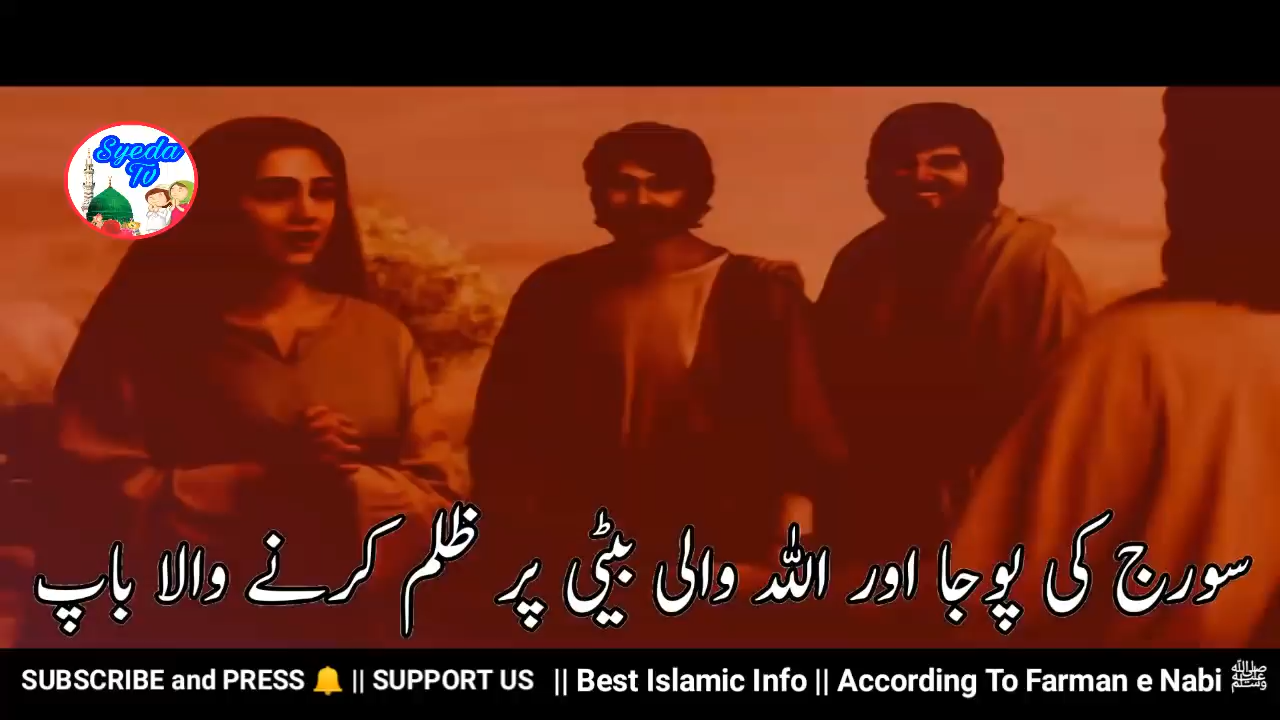 Syeda
Tv
سورج کی پوجا اور اللہ والی بیٹی پر ظلم کرنے والا باپ
SUBSCRIBE and PRESS 🔔 || SUPPORT US || Best Islamic Info || According To Farman e Nabi ﷺ